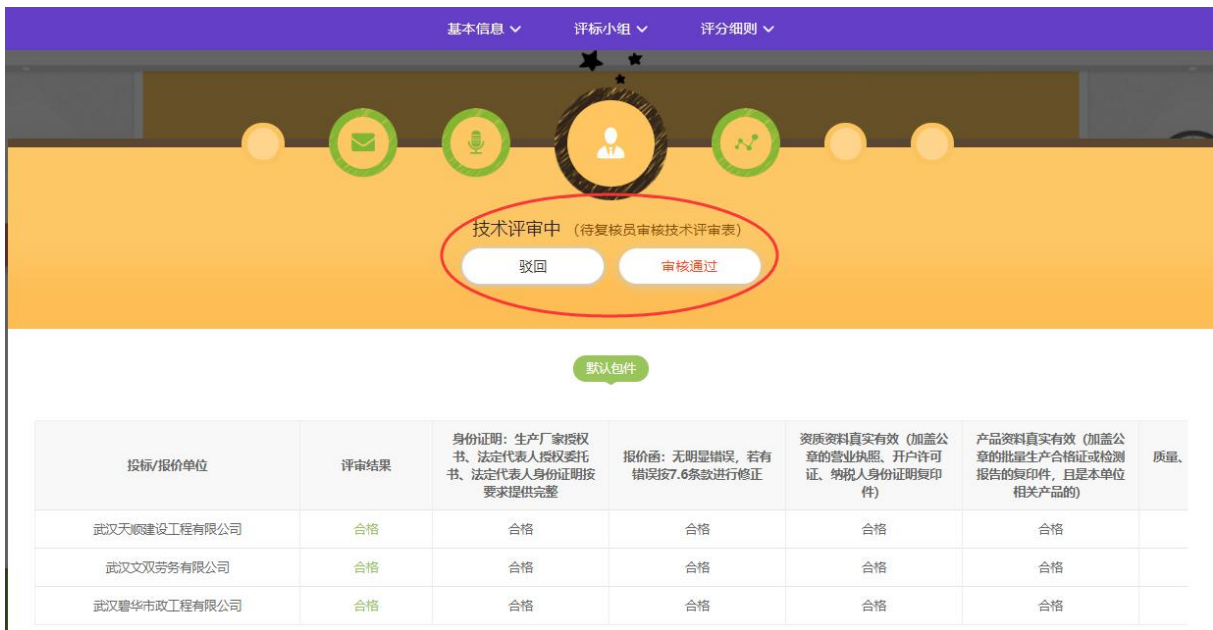 基本信息 评标小组 评分细则
技术评审中 (待复核员审核技术评审表)
驳回 审核通过
默认包件
投标/报价单位
评审结果
身份证明：生产厂家授权
书、法定代表人授权委托
书、法定代表人身份证明按
要求提供完整
报价函：无明显错误，若有
错误按7.6条款进行修正
资质资料真实有效（加盖公
章的营业执照、开户许可
证、纳税人身份证明复印
件）
产品资料真实有效（加盖公
章的批量生产合格证或检测
报告的复印件，且是本单位
相关产品的）
质量、
武汉天顺建设工程有限公司 合格 合格 合格 合格 合格
武汉文双劳务有限公司 合格 合格 合格 合格 合格
武汉碧华市政工程有限公司 合格 合格 合格 合格 合格